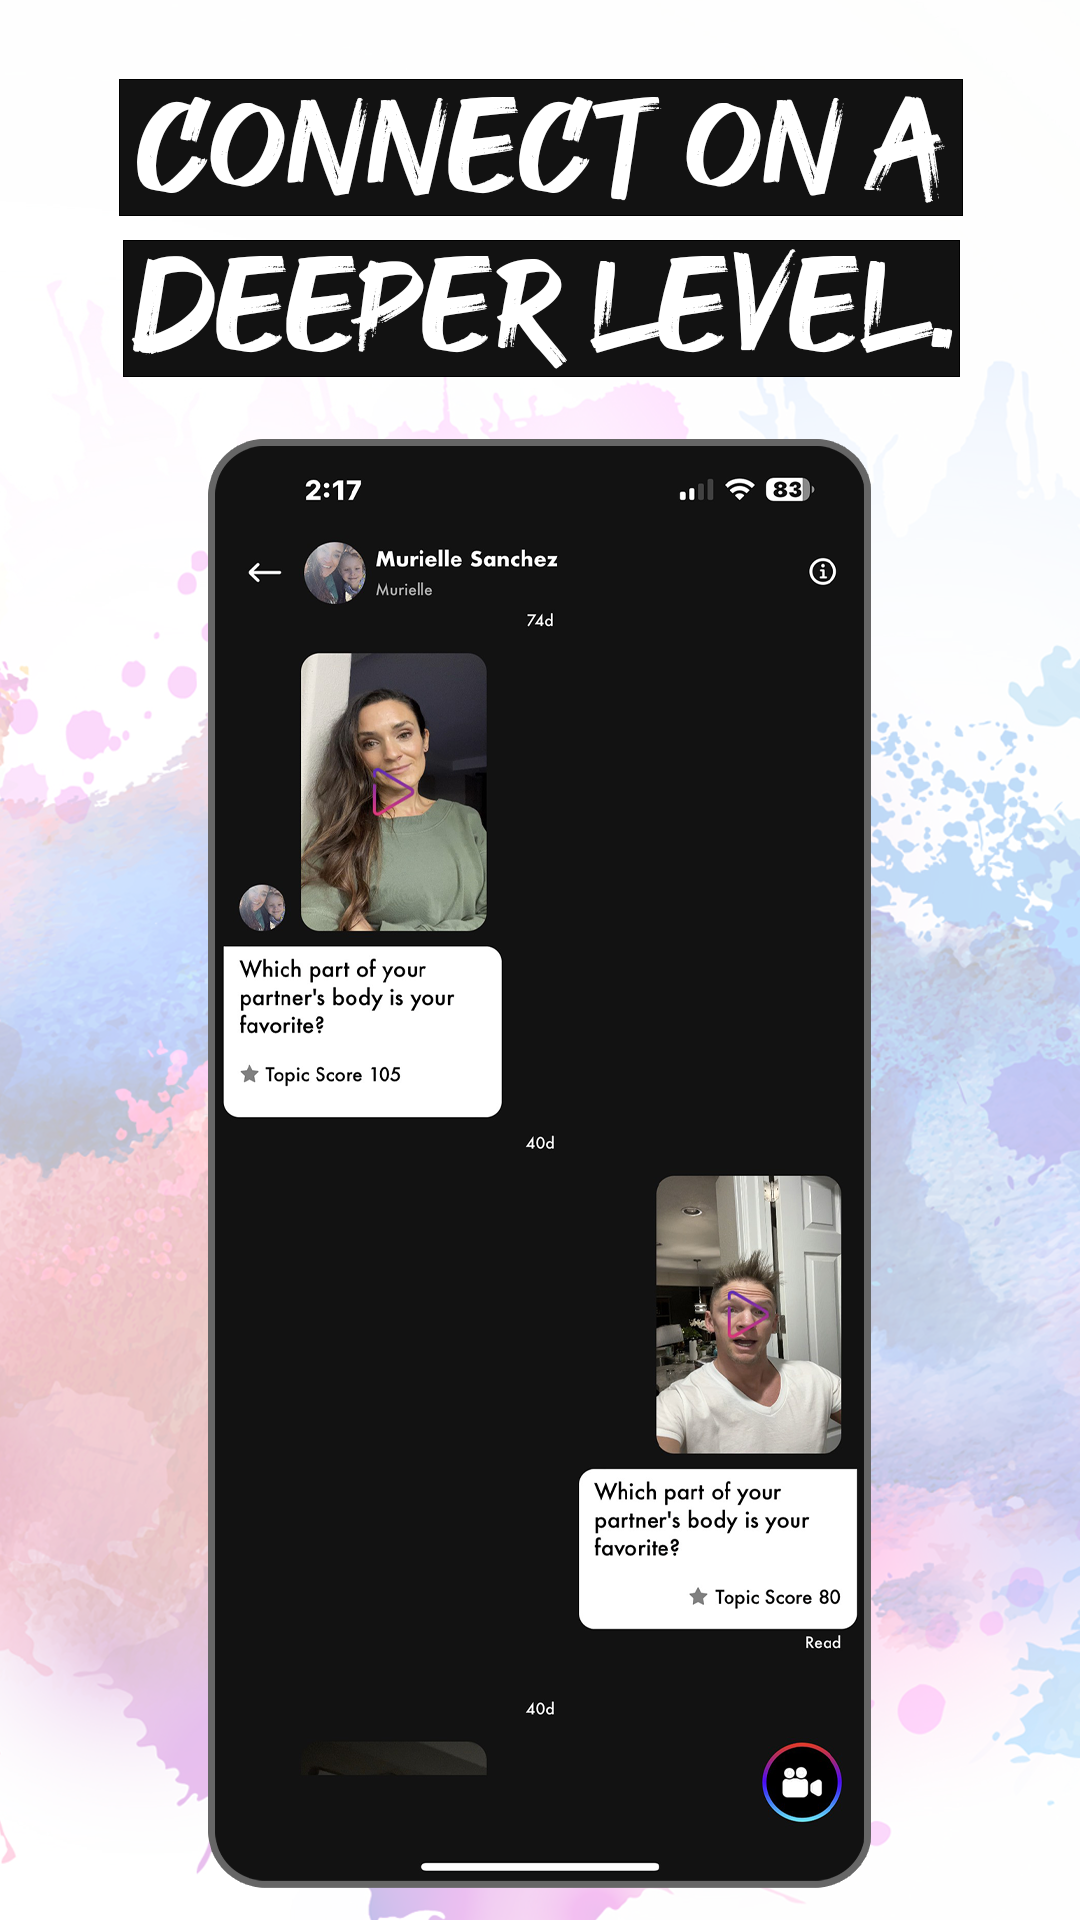 CONNECT ON A
DEEPER LEVEL.
2:17
83
Murielle Sanchez
Murielle
74d
Which part of your
partner's body is your
favorite?
Topic Score 105
40d
Which part of your
partner's body is your
favorite?
Topic Score 80
Read
40d